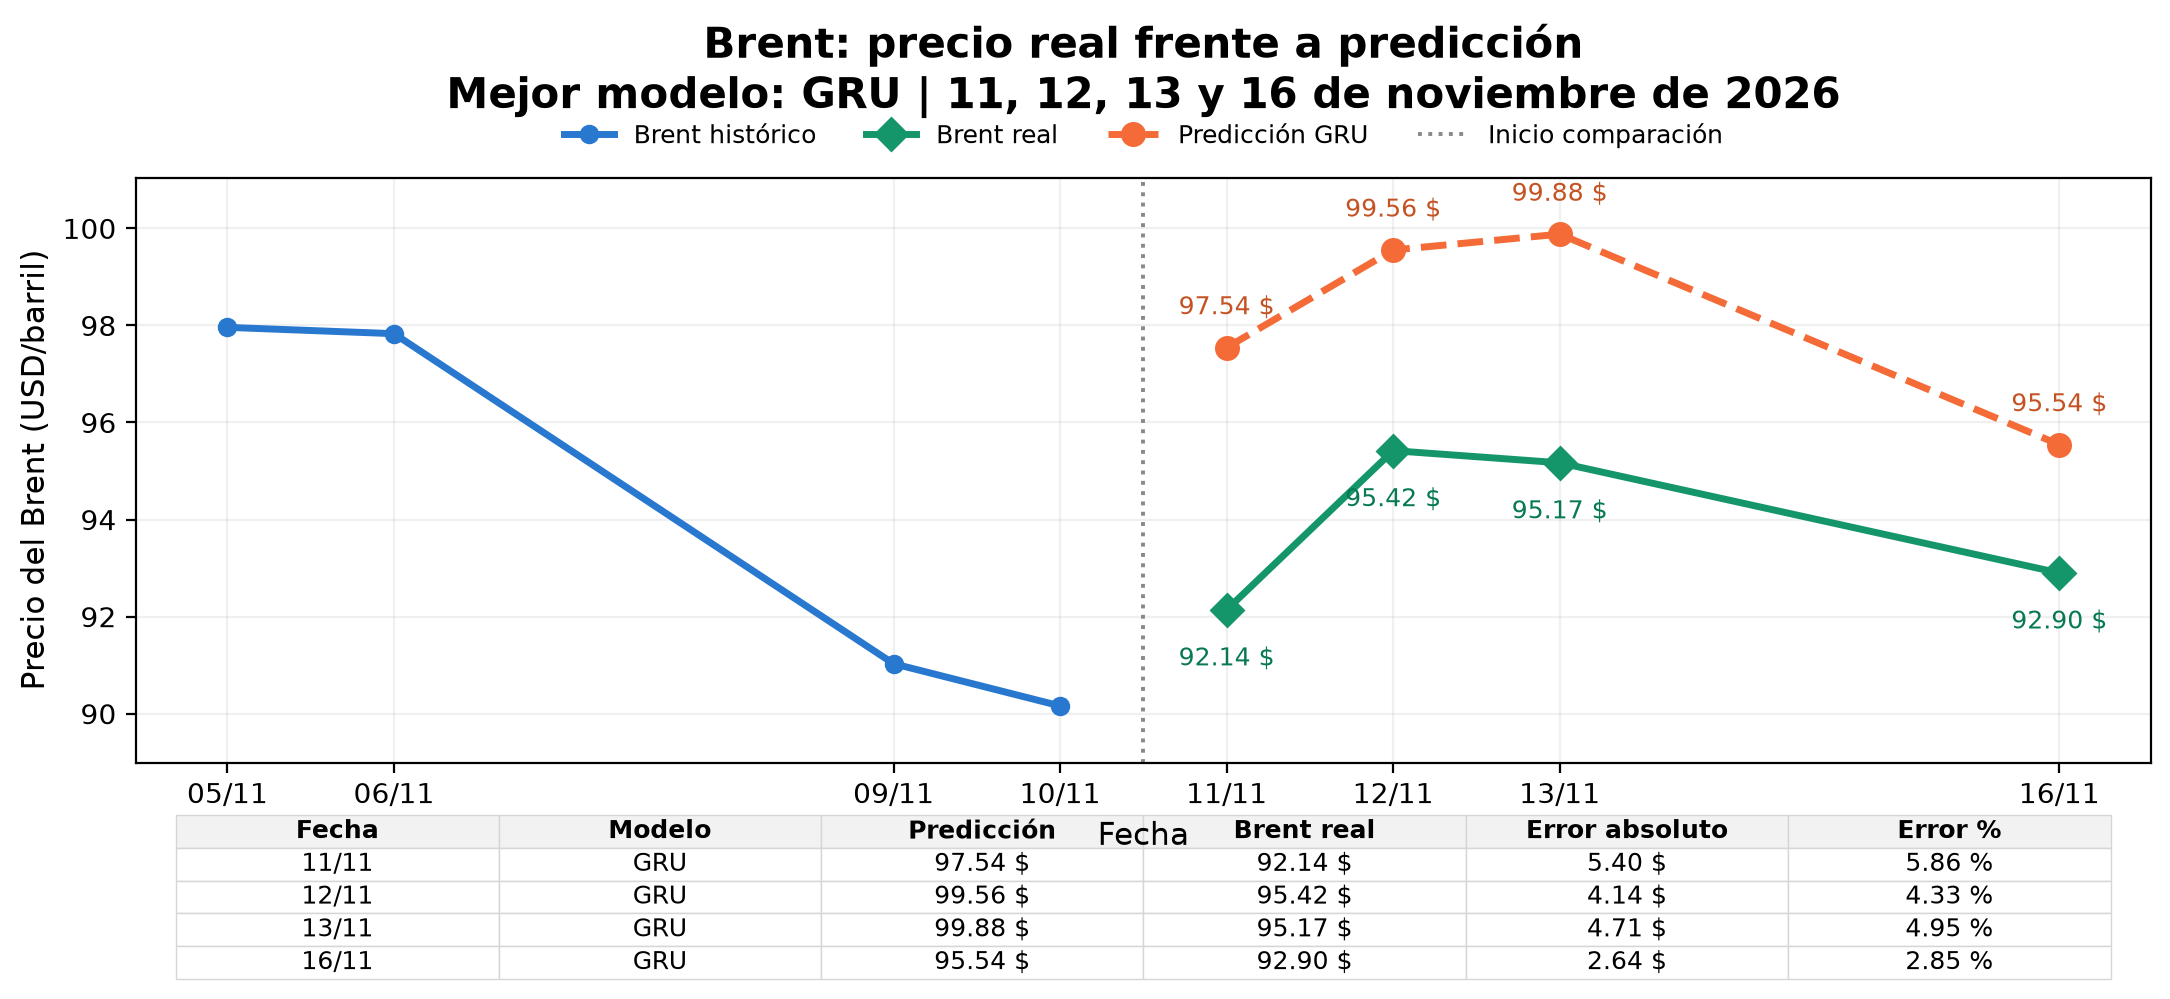 Brent: precio real frente a predicción
Mejor modelo: GRU | 11, 12, 13 y 16 de noviembre de 2026
Brent histórico Brent real Predicción GRU Inicio comparación
Precio del Brent (USD/barril)
100
98
96
94
92
90
97.54 $
99.56 $
99.88 $
95.54 $
92.14 $
95.42 $
95.17 $
92.90 $
05/11 06/11 09/11 10/11 11/11 12/11 13/11 16/11
Fecha
Fecha Modelo Predicción Brent real Error absoluto Error %
11/11 GRU 97.54 $ 92.14 $ 5.40 $ 5.86 %
12/11 GRU 99.56 $ 95.42 $ 4.14 $ 4.33 %
13/11 GRU 99.88 $ 95.17 $ 4.71 $ 4.95 %
16/11 GRU 95.54 $ 92.90 $ 2.64 $ 2.85 %